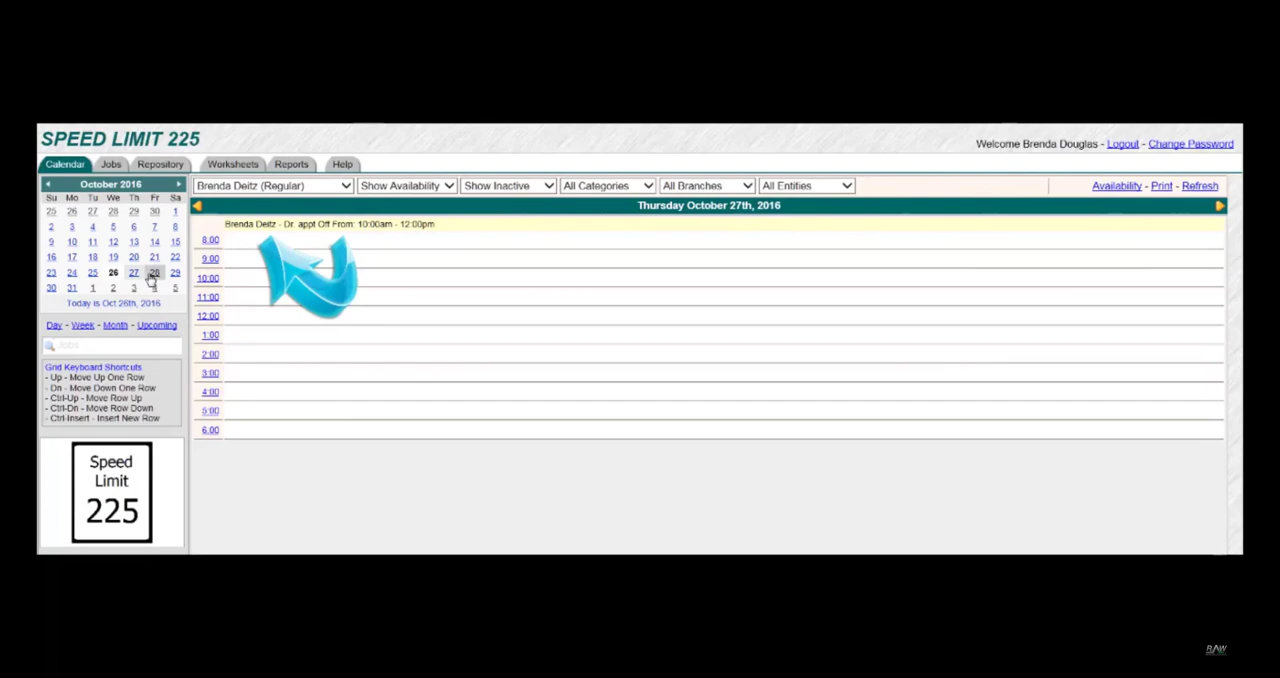 SPEED LIMIT 225
Welcome Brenda Douglas - Logout - Change Password
Calendar Jobs Repository Worksheets Reports Help
October 2016
Su Mo Tu We Th Fr Sa
25 26 27 28 29 30 1
2 3 4 5 6 7 8
9 10 11 12 13 14 15
16 17 18 19 20 21 22
23 24 25 26 27 28 29
30 31 1 2 3 4 5
Today is Oct 26th, 2016
Day - Week - Month - Upcoming
Jobs
Grid Keyboard Shortcuts
- Up - Move Up One Row
- Dn - Move Down One Row
- Ctrl-Up - Move Row Up
- Ctrl-Dn - Move Row Down
- Ctrl-Insert - Insert New Row
Speed
Limit
225
Brenda Deitz (Regular) Show Availability Show Inactive All Categories All Branches All Entities
Availability - Print - Refresh
Thursday October 27th, 2016
Brenda Deitz - Dr. appt Off From: 10:00am - 12:00pm
8:00
9:00
10:00
11:00
12:00
1:00
2:00
3:00
4:00
5:00
6:00
RAW